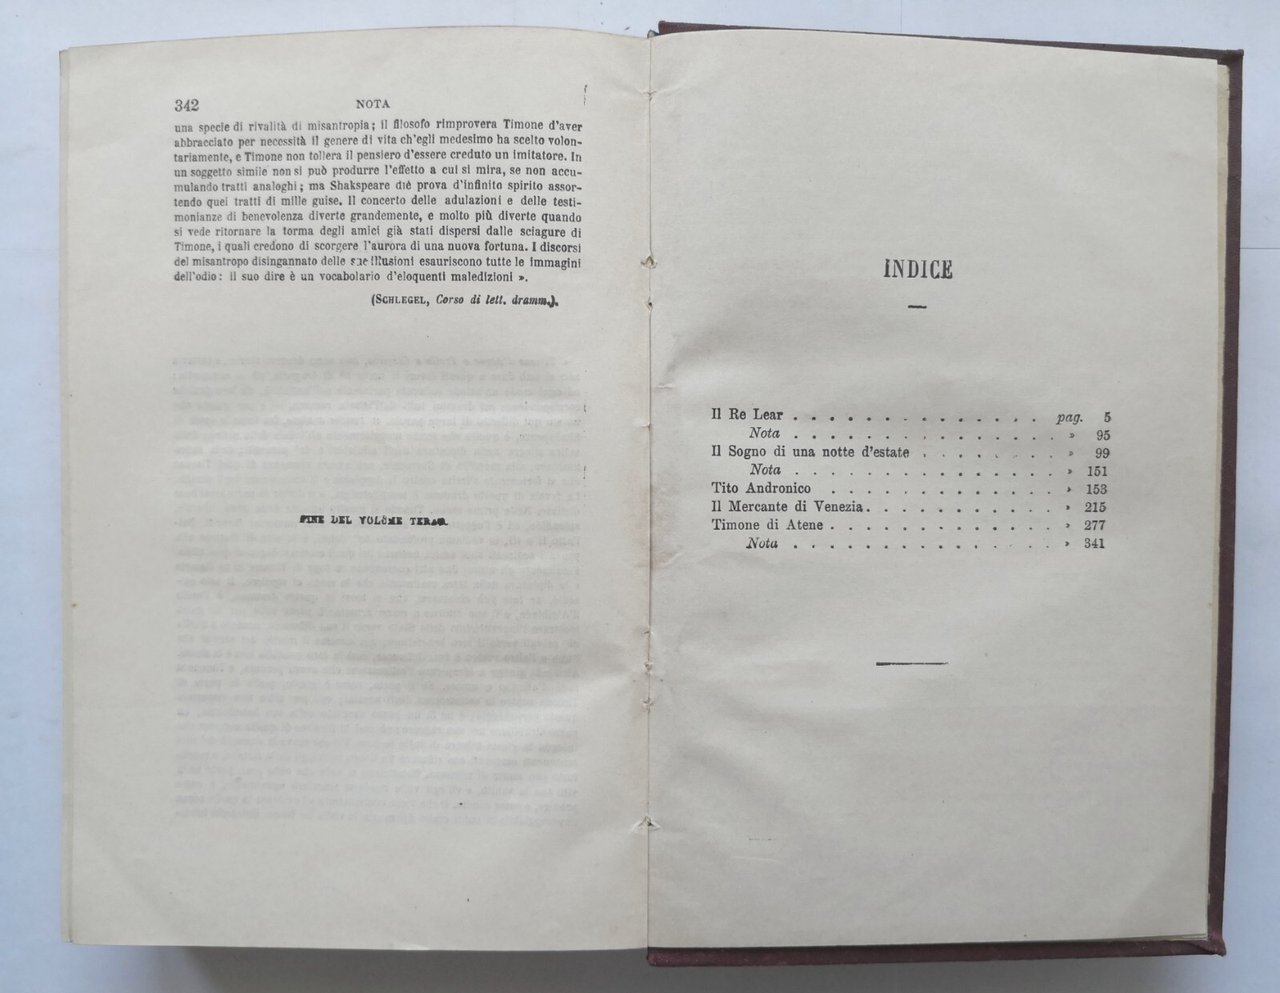 342 NOTA
una specie di rivalità di misantropia; il filosofo rimprovera Timone d'aver
abbracciato per necessità il genere di vita ch'egli medesimo ha scelto volon-
tariamente, e Timone non tollera il pensiero d'essere creduto un imitatore. In
un soggetto simile non si può produrre l'effetto a cui si mira, se non accu-
mulando tratti analoghi; ma Shakspeare diè prova d'infinito spirito assor-
tendo quei tratti di mille guise. Il concerto delle adulazioni e delle testi-
monianze di benevolenza diverte grandemente, e molto più diverte quando
si vede ritornare la torma degli amici già stati dispersi dalle sciagure di
Timone, i quali credono di scorgere l'aurora di una nuova fortuna. I discorsi
del misantropo disingannato delle sue illusioni esauriscono tutte le immagini
dell'odio: il suo dire è un vocabolario d'eloquenti maledizioni ».
(SCHLEGEL, Corso di lett. dramm.).
FINE DEL VOLUME TERZO.
INDICE
Il Re Lear . . . . . . . . . . . . . . pag. 5
Nota . . . . . . . . . . . . . . . » 95
Il Sogno di una notte d'estate . . . . . . . . » 99
Nota . . . . . . . . . . . . . . . » 151
Tito Andronico . . . . . . . . . . . . . » 153
Il Mercante di Venezia . . . . . . . . . . . » 215
Timone di Atene . . . . . . . . . . . . . » 277
Nota . . . . . . . . . . . . . . . » 341